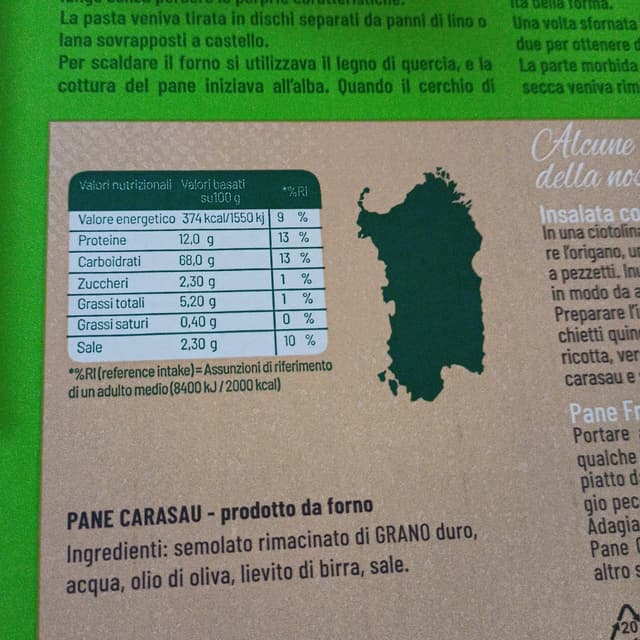 La pasta veniva tirata in dischi separati da panni di lino o
lana sovrapposti a castello.
Per scaldare il forno si utilizzava il legno di quercia, e la
cottura del pane iniziava all'alba. Quando il cerchio di
Una volta sfornata
due per ottenere d
La parte morbida
secca veniva rim
Valori nutrizionali Valori basati su100 g *%RI
Valore energetico 374 kcal/1550 kj 9 %
Proteine 12,0 g 13 %
Carboidrati 68,0 g 13 %
Zuccheri 2,30 g 1 %
Grassi totali 5,20 g 1 %
Grassi saturi 0,40 g 0 %
Sale 2,30 g 10 %
*%RI (reference intake) = Assunzioni di riferimento
di un adulto medio (8400 kJ / 2000 kcal)
PANE CARASAU - prodotto da forno
Ingredienti: semolato rimacinato di GRANO duro,
acqua, olio di oliva, lievito di birra, sale.
Alcune
della nos
Insalata co
In una ciotolin
re l'origano, u
a pezzetti. In
in modo da a
Preparare l'i
chietti quin
ricotta, ver
carasau e
Pane Fr
Portare
qualche
piatto d
gio pec
Adagia
Pane C
altro s
20